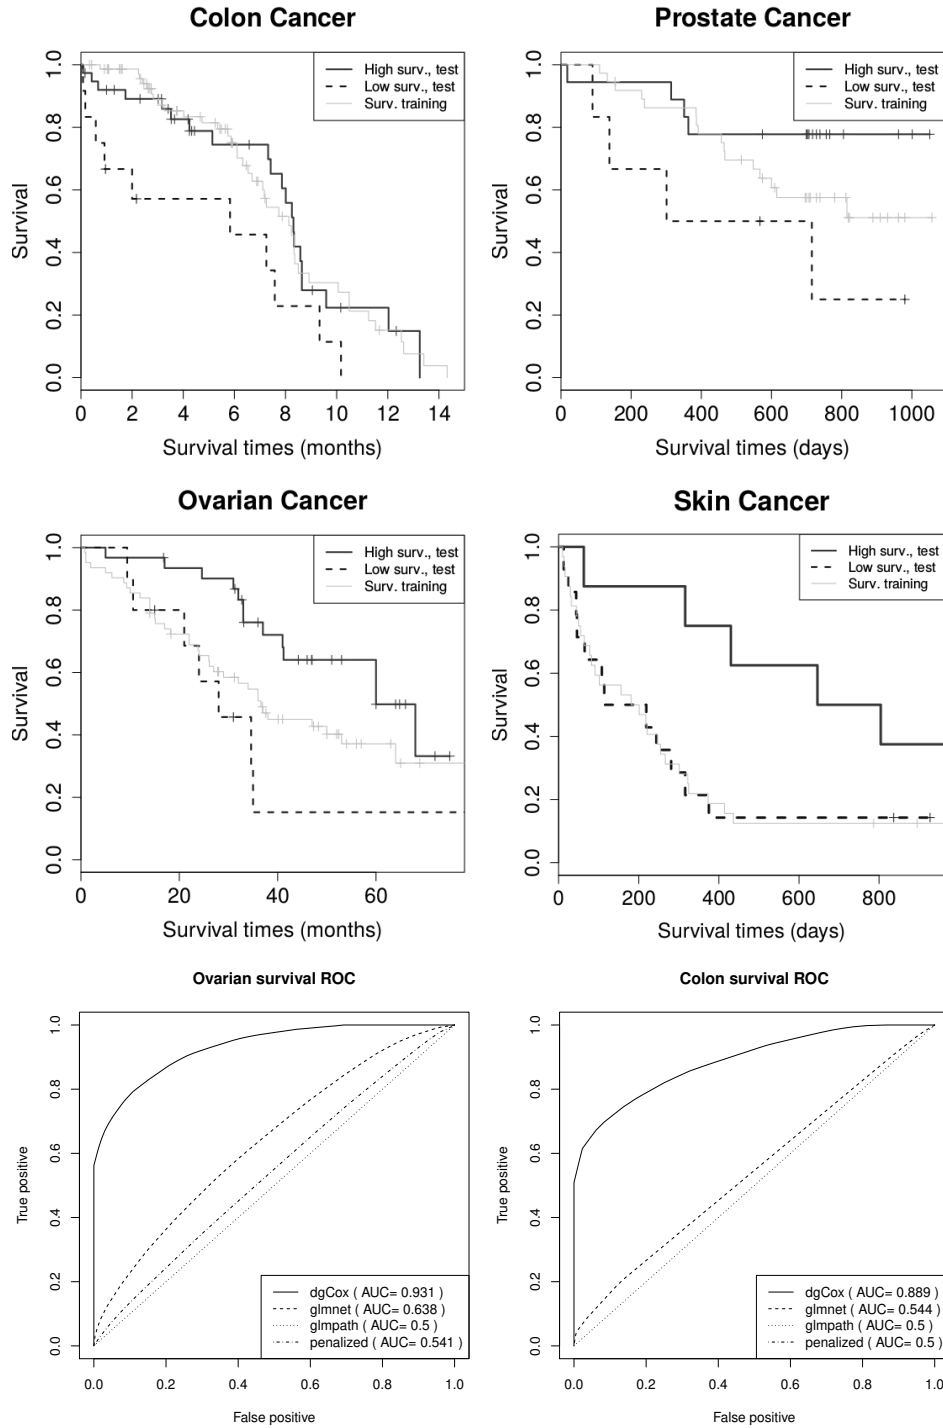 Colon Cancer
Survival
0.0 0.2 0.4 0.6 0.8 1.0
High surv., test
Low surv., test
Surv. training
0 2 4 6 8 10 12 14
Survival times (months)
Prostate Cancer
Survival
0.0 0.2 0.4 0.6 0.8 1.0
High surv., test
Low surv., test
Surv. training
0 200 400 600 800 1000
Survival times (days)
Ovarian Cancer
Survival
0.0 0.2 0.4 0.6 0.8 1.0
High surv., test
Low surv., test
Surv. training
0 20 40 60
Survival times (months)
Skin Cancer
Survival
0.0 0.2 0.4 0.6 0.8 1.0
High surv., test
Low surv., test
Surv. training
0 200 400 600 800
Survival times (days)
Ovarian survival ROC
True positive
0.0 0.2 0.4 0.6 0.8 1.0
dgCox ( AUC= 0.931 )
glmnet ( AUC= 0.638 )
glmpath ( AUC= 0.5 )
penalized ( AUC= 0.541 )
0.0 0.2 0.4 0.6 0.8 1.0
False positive
Colon survival ROC
True positive
0.0 0.2 0.4 0.6 0.8 1.0
dgCox ( AUC= 0.889 )
glmnet ( AUC= 0.544 )
glmpath ( AUC= 0.5 )
penalized ( AUC= 0.5 )
0.0 0.2 0.4 0.6 0.8 1.0
False positive